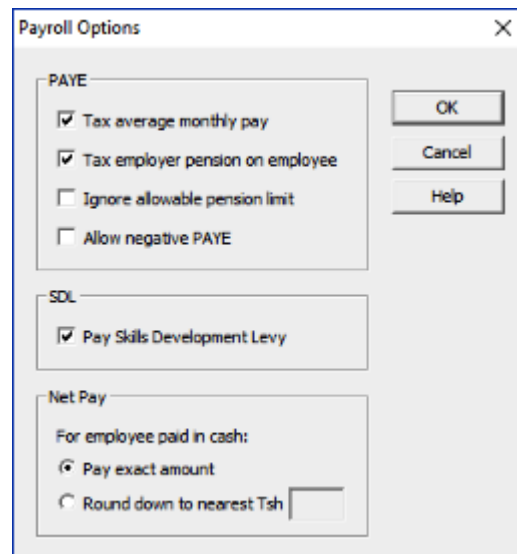 Payroll Options
PAYE
Tax average monthly pay
Tax employer pension on employee
Ignore allowable pension limit
Allow negative PAYE
OK
Cancel
Help
SDL
Pay Skills Development Levy
Net Pay
For employee paid in cash:
Pay exact amount
Round down to nearest Tsh